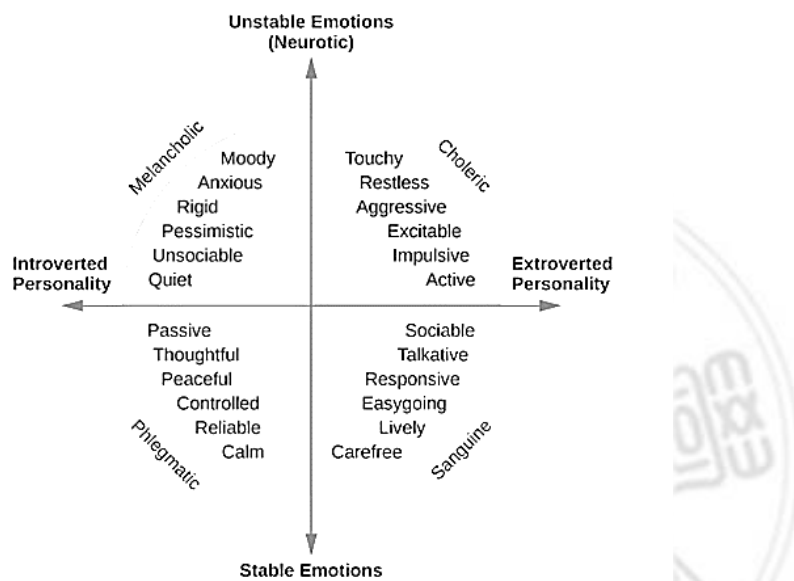 Unstable Emotions
(Neurotic)
Melancholic
Moody
Anxious
Rigid
Pessimistic
Unsociable
Quiet
Touchy
Restless
Aggressive
Excitable
Impulsive
Active
Choleric
Introverted
Personality
Extroverted
Personality
Passive
Thoughtful
Peaceful
Controlled
Reliable
Calm
Phlegmatic
Sociable
Talkative
Responsive
Easygoing
Lively
Carefree
Sanguine
Stable Emotions